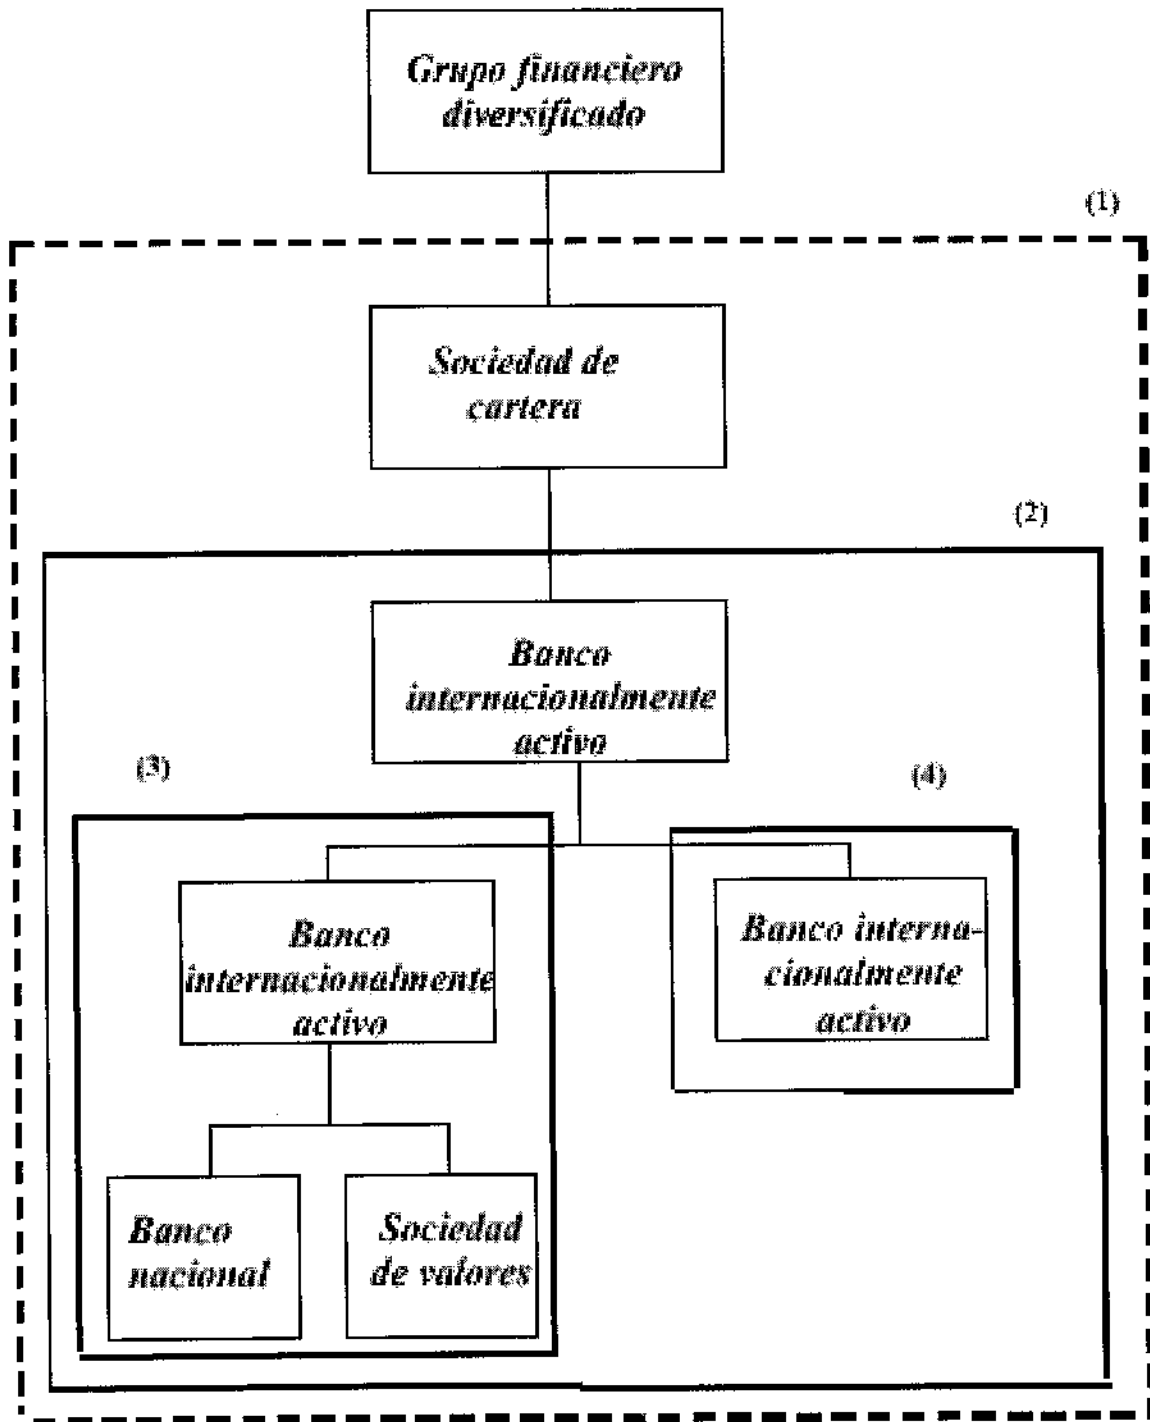 Grupo financiero
diversificado
(1)
Sociedad de
cartera
(2)
Banco
internacionalmente
activo
(3)
(4)
Banco
internacionalmente
activo
Banco interna-
cionalmente
activo
Banco
nacional
Sociedad
de valores